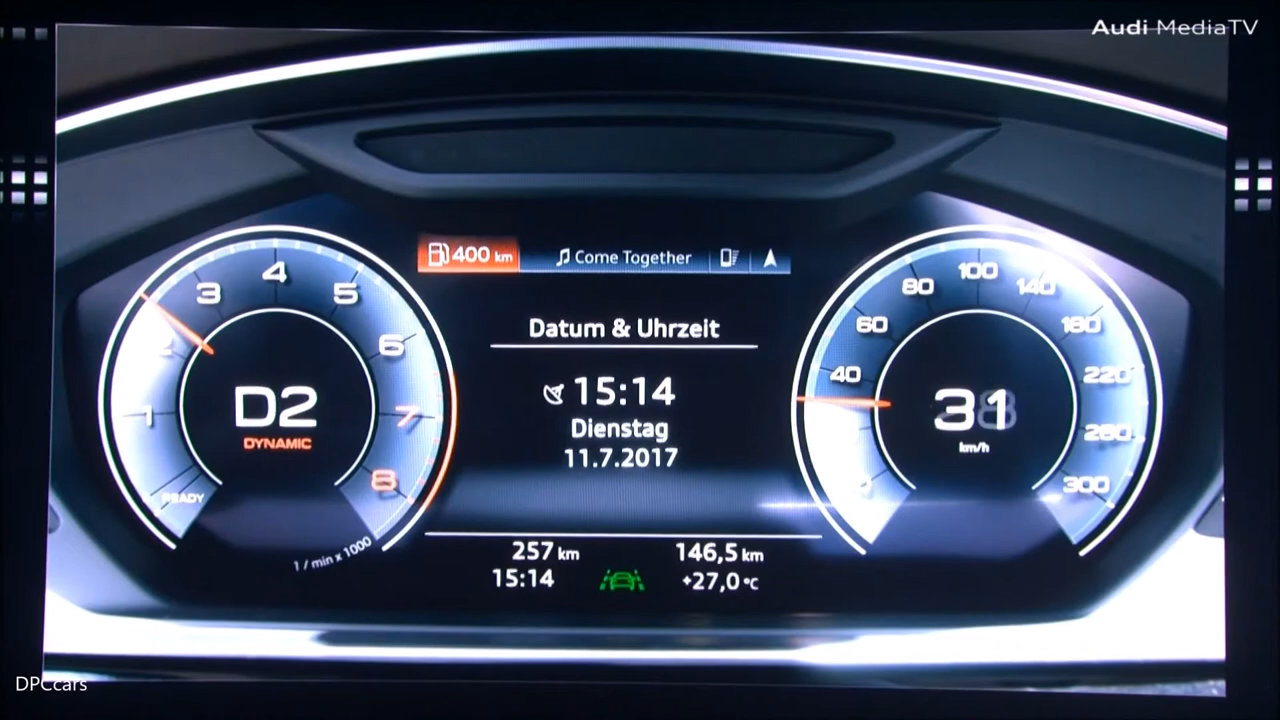 Audi MediaTV
400 km
Come Together
Datum & Uhrzeit
15:14
Dienstag
11.7.2017
1
2
3
4
5
6
7
8
READY
D2
DYNAMIC
1 / min x 1000
40
60
80
100
140
180
220
260
300
31
km/h
257 km
146,5 km
15:14
+27,0 °C
DPCcars